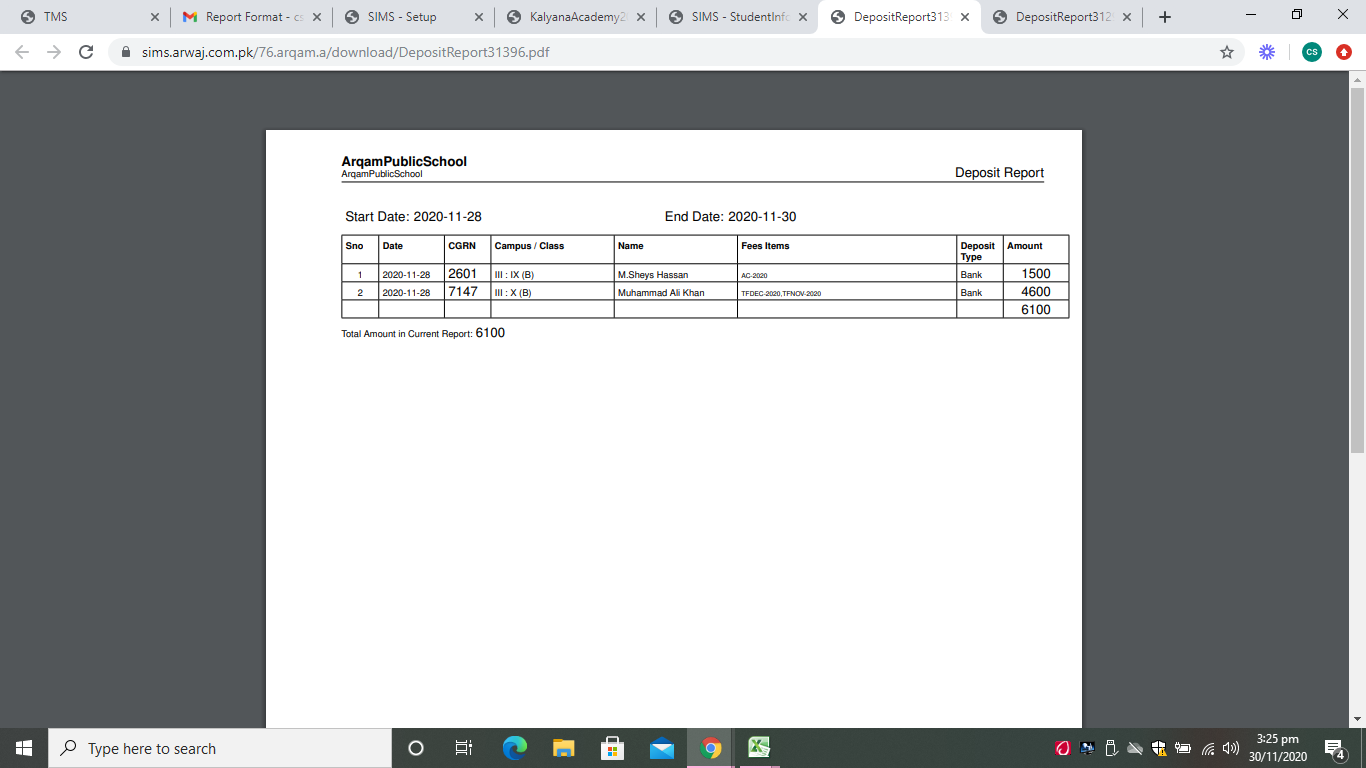 TMS
Report Format - cs
SIMS - Setup
KalyanaAcademy2
SIMS - StudentInfo
DepositReport313
DepositReport312
sims.arwaj.com.pk/76.arqam.a/download/DepositReport31396.pdf
CS
ArqamPublicSchool
ArqamPublicSchool
Deposit Report
Start Date: 2020-11-28 End Date: 2020-11-30
Sno Date CGRN Campus / Class Name Fees Items Deposit Type Amount
1 2020-11-28 2601 III : IX (B) M.Sheys Hassan AC-2020 Bank 1500
2 2020-11-28 7147 III : X (B) Muhammad Ali Khan TFDEC-2020,TFNOV-2020 Bank 4600
6100
Total Amount in Current Report: 6100
Type here to search
3:25 pm
30/11/2020
4